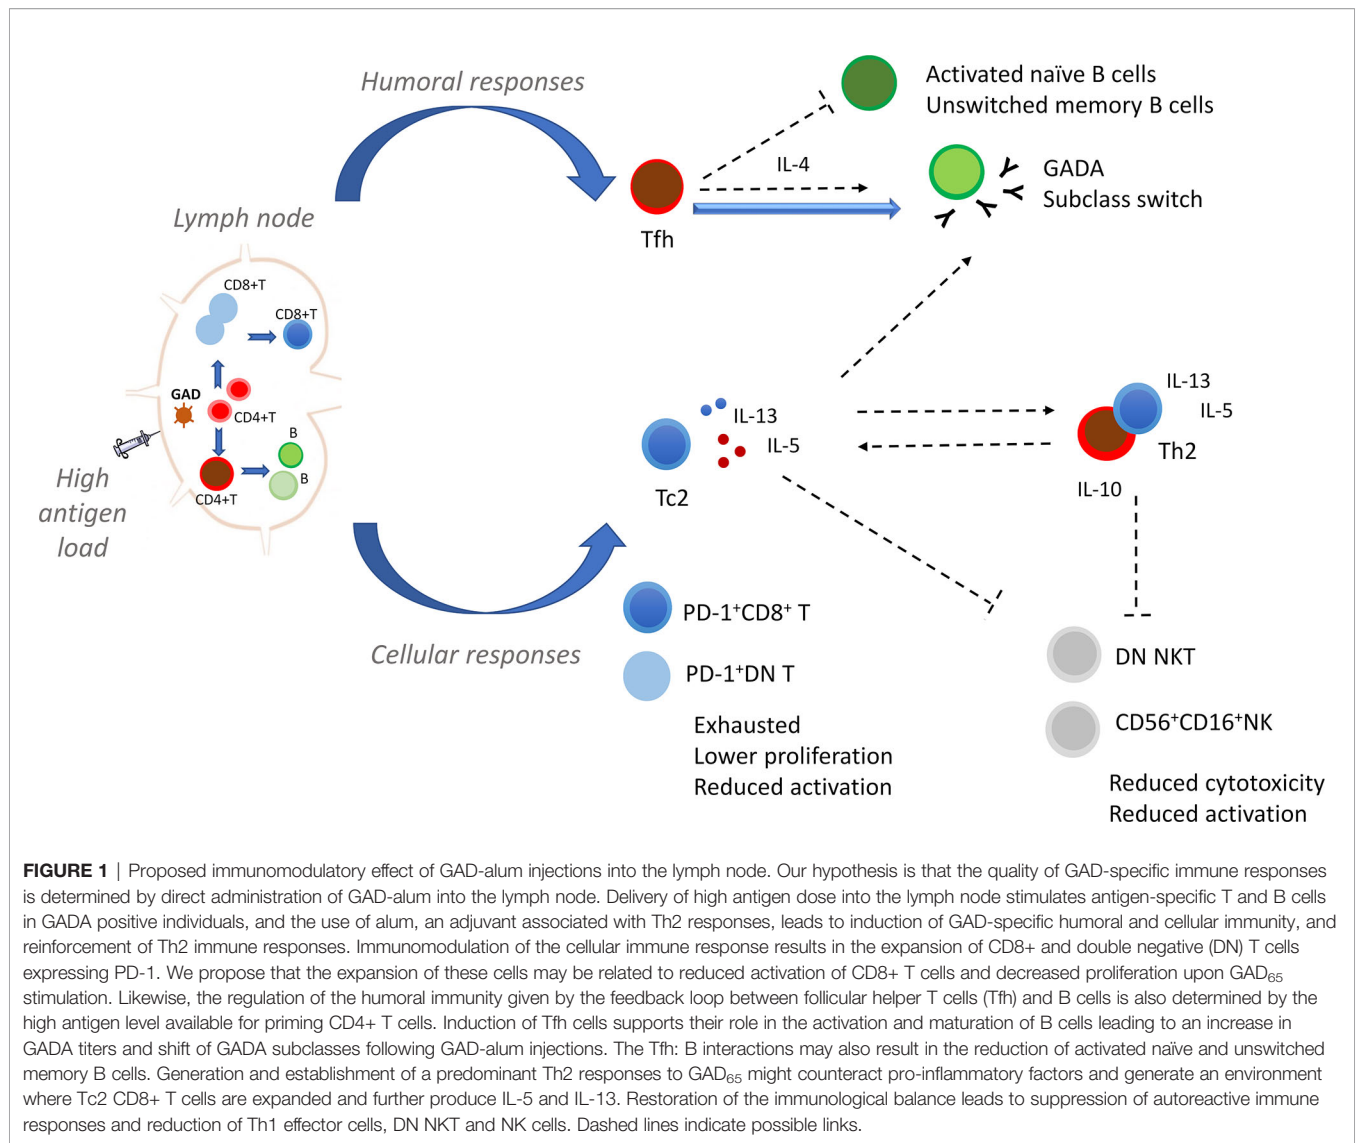 Humoral responses
Activated naïve B cells
Unswitched memory B cells
IL-4
GADA
Subclass switch
Tfh
Lymph node
CD8+T
CD8+T
GAD
CD4+T
B
B
CD4+T
High
antigen
load
IL-13
IL-5
Tc2
IL-13
IL-5
Th2
IL-10
Cellular responses
PD-1⁺CD8⁺ T
PD-1⁺DN T
Exhausted
Lower proliferation
Reduced activation
DN NKT
CD56⁺CD16⁺NK
Reduced cytotoxicity
Reduced activation
FIGURE 1 | Proposed immunomodulatory effect of GAD-alum injections into the lymph node. Our hypothesis is that the quality of GAD-specific immune responses
is determined by direct administration of GAD-alum into the lymph node. Delivery of high antigen dose into the lymph node stimulates antigen-specific T and B cells
in GADA positive individuals, and the use of alum, an adjuvant associated with Th2 responses, leads to induction of GAD-specific humoral and cellular immunity, and
reinforcement of Th2 immune responses. Immunomodulation of the cellular immune response results in the expansion of CD8+ and double negative (DN) T cells
expressing PD-1. We propose that the expansion of these cells may be related to reduced activation of CD8+ T cells and decreased proliferation upon GAD₆₅
stimulation. Likewise, the regulation of the humoral immunity given by the feedback loop between follicular helper T cells (Tfh) and B cells is also determined by the
high antigen level available for priming CD4+ T cells. Induction of Tfh cells supports their role in the activation and maturation of B cells leading to an increase in
GADA titers and shift of GADA subclasses following GAD-alum injections. The Tfh: B interactions may also result in the reduction of activated naïve and unswitched
memory B cells. Generation and establishment of a predominant Th2 responses to GAD₆₅ might counteract pro-inflammatory factors and generate an environment
where Tc2 CD8+ T cells are expanded and further produce IL-5 and IL-13. Restoration of the immunological balance leads to suppression of autoreactive immune
responses and reduction of Th1 effector cells, DN NKT and NK cells. Dashed lines indicate possible links.